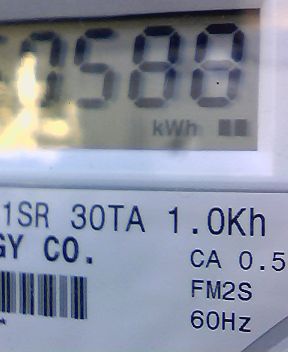 0588
kWh
1SR 30TA 1.0Kh
GY CO.
CA 0.5
FM2S
60Hz